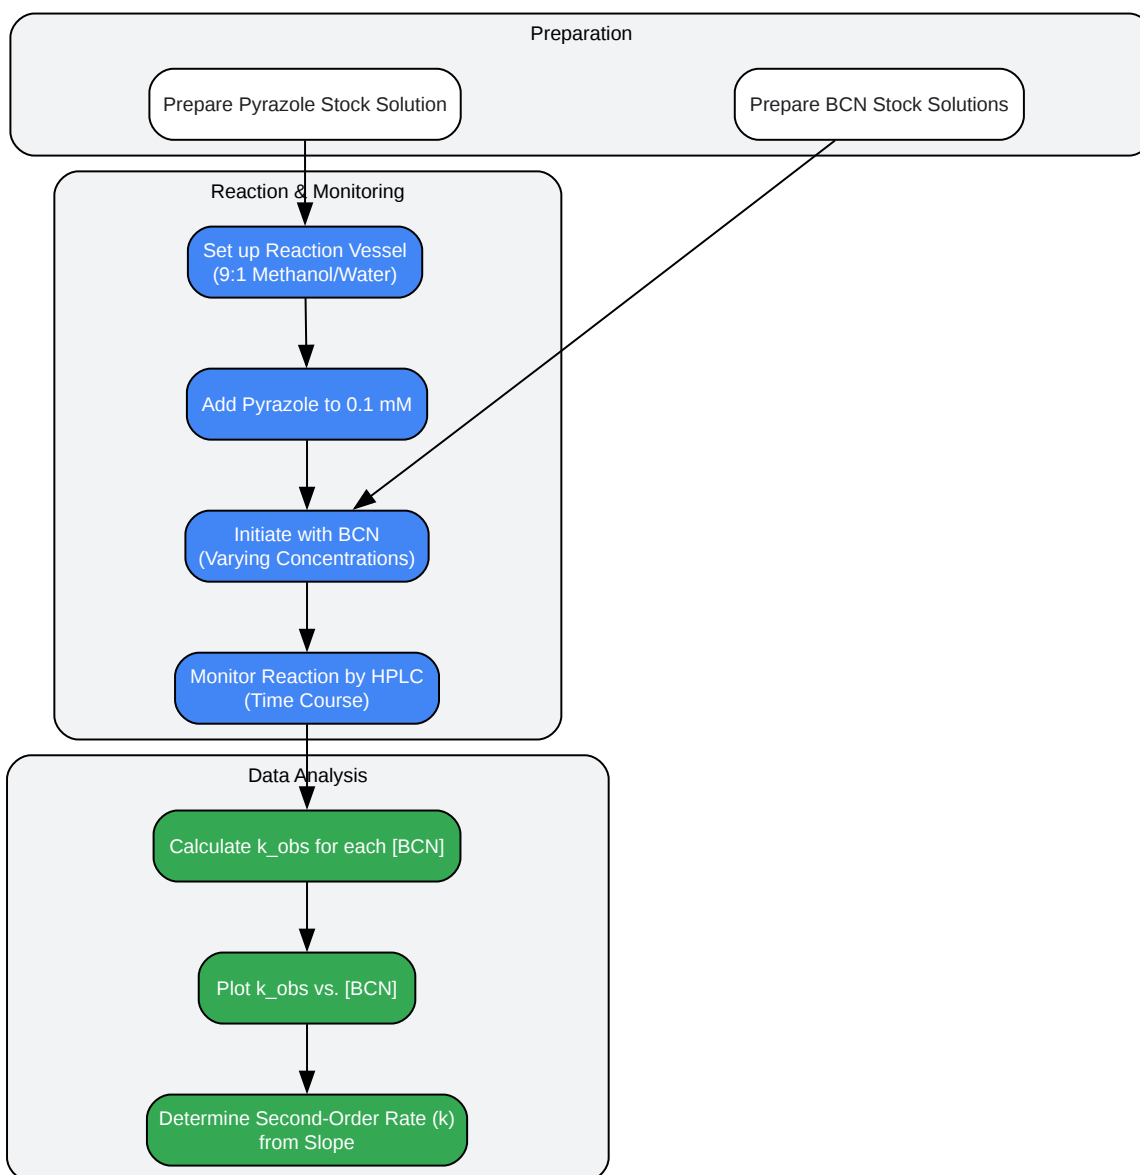 Preparation
Prepare Pyrazole Stock Solution
Prepare BCN Stock Solutions
Reaction & Monitoring
Set up Reaction Vessel
(9:1 Methanol/Water)
Add Pyrazole to 0.1 mM
Initiate with BCN
(Varying Concentrations)
Monitor Reaction by HPLC
(Time Course)
Data Analysis
Calculate k_obs for each [BCN]
Plot k_obs vs. [BCN]
Determine Second-Order Rate (k)
from Slope